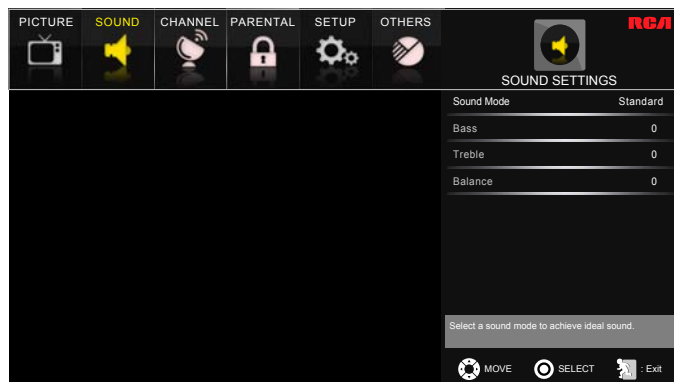 PICTURE SOUND CHANNEL PARENTAL SETUP OTHERS
RCA
SOUND SETTINGS
Sound Mode Standard
Bass 0
Treble 0
Balance 0
Select a sound mode to achieve ideal sound.
MOVE SELECT : Exit